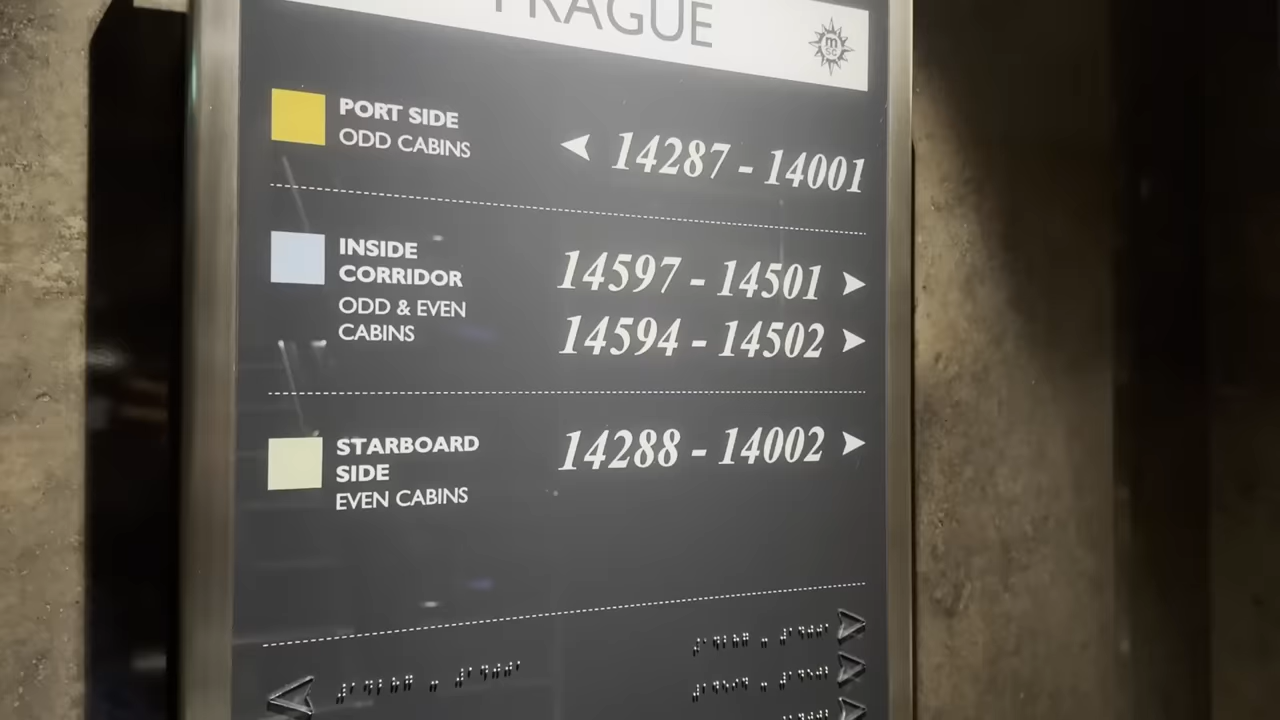 PRAGUE
m
SC
PORT SIDE
ODD CABINS
14287 - 14001
INSIDE
CORRIDOR
ODD & EVEN
CABINS
14597 - 14501
14594 - 14502
STARBOARD
SIDE
EVEN CABINS
14288 - 14002